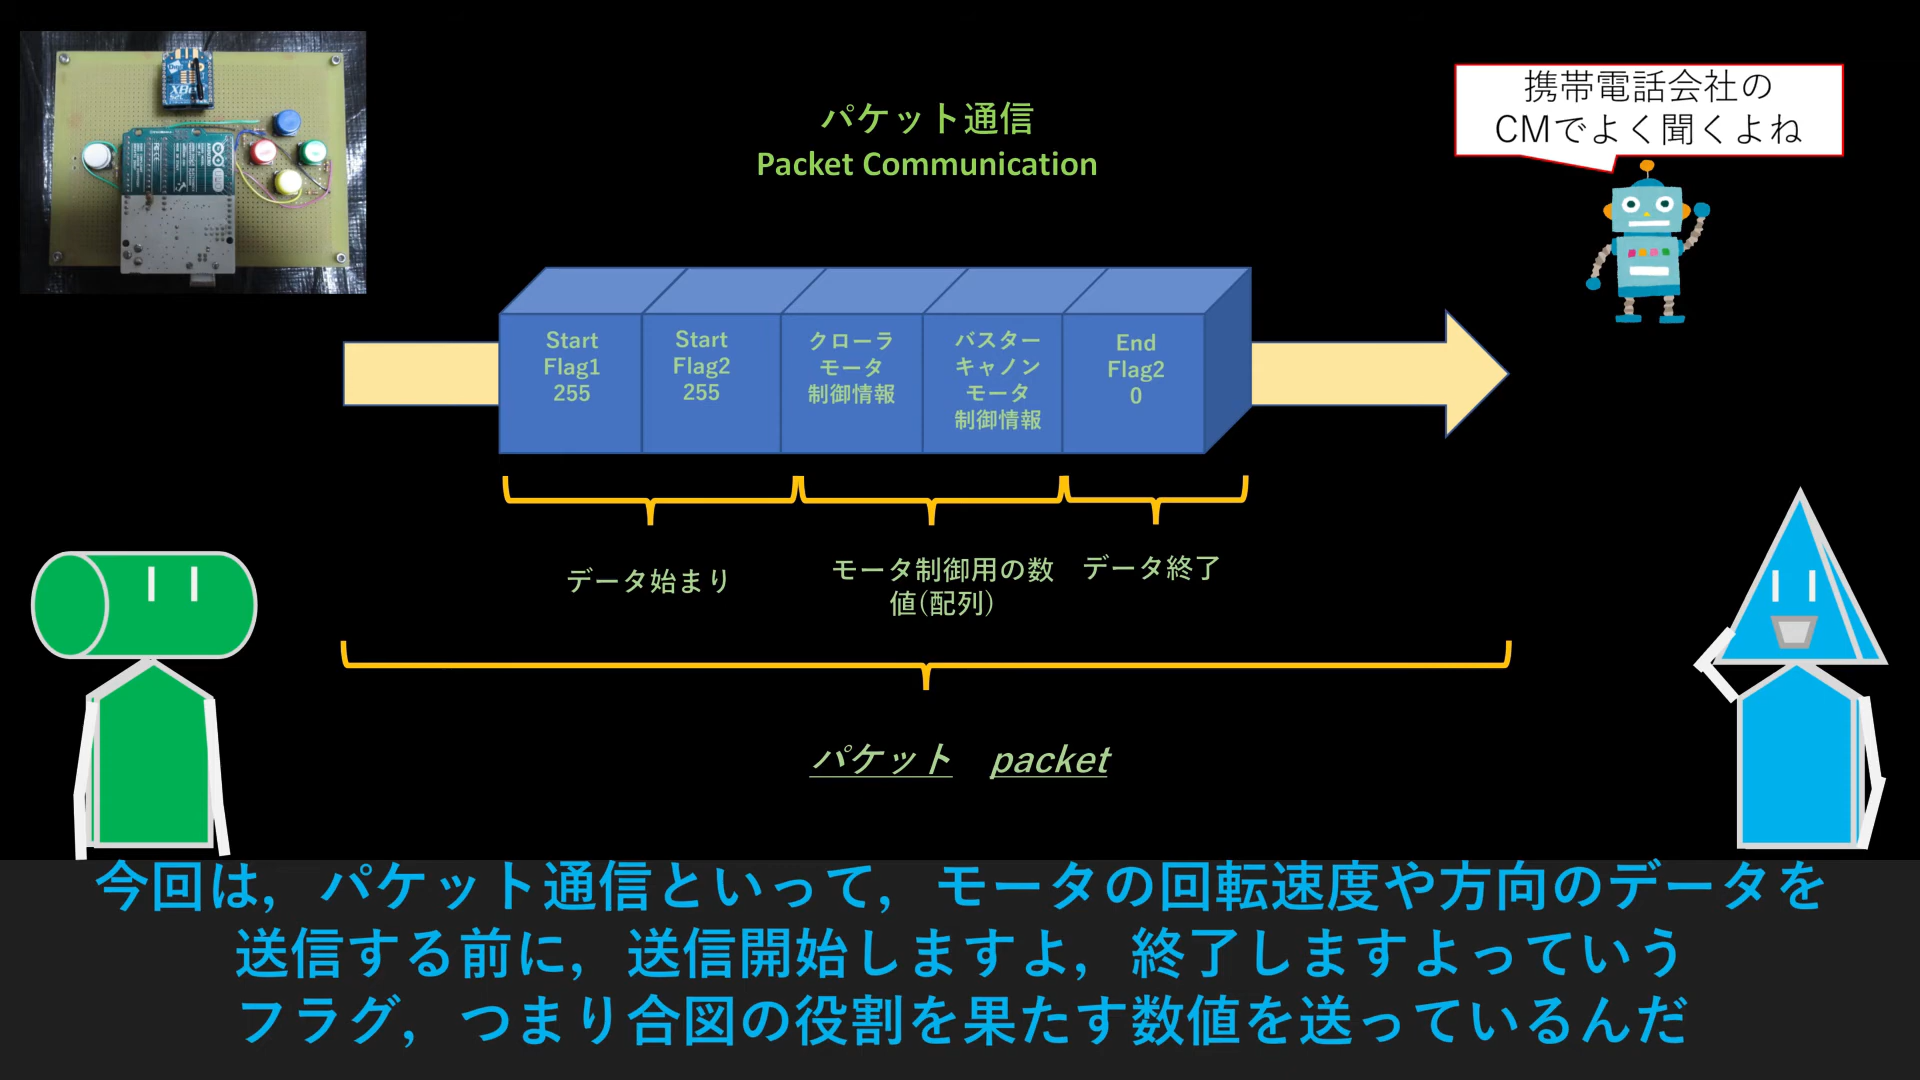 パケット通信
Packet Communication
携帯電話会社の
CMでよく聞くよね
Start
Flag1
255
Start
Flag2
255
クローラ
モータ
制御情報
バスター
キャノン
モータ
制御情報
End
Flag2
0
データ始まり
モータ制御用の数
値(配列)
データ終了
パケット packet
今回は，パケット通信といって，モータの回転速度や方向のデータを
送信する前に，送信開始しますよ，終了しますよっていう
フラグ，つまり合図の役割を果たす数値を送っているんだ